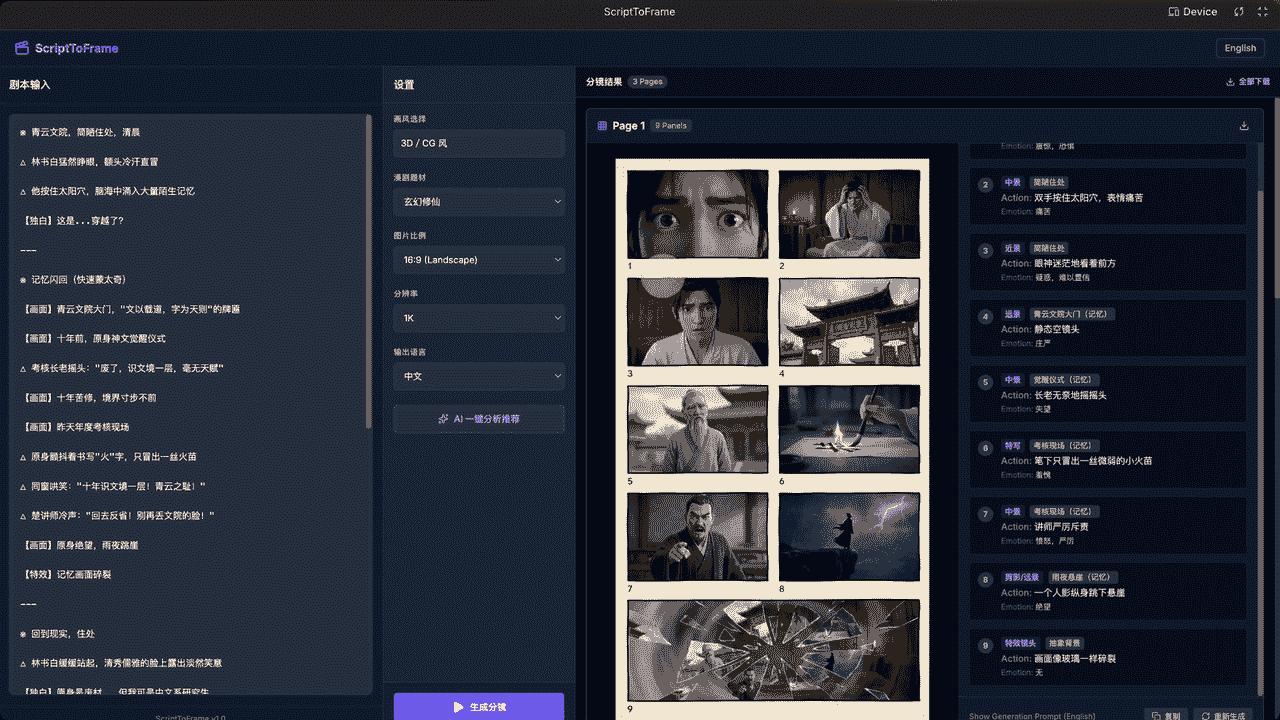 ScriptToFrame
Device
ScriptToFrame
English
剧本输入
※ 青云文院，简陋住处，清晨
△ 林书白猛然睁眼，额头冷汗直冒
△ 他按住太阳穴，脑海中涌入大量陌生记忆
【独白】这是...穿越了？
---
※ 记忆闪回（快速蒙太奇）
【画面】青云文院大门，"文以载道，字为天则"的牌匾
【画面】十年前，原身神文觉醒仪式
△ 考核长老摇头："废了，识文境一层，毫无天赋"
【画面】十年苦修，境界寸步不前
【画面】昨天年度考核现场
△ 原身颤抖着书写"火"字，只冒出一丝火苗
△ 同窗哄笑："十年识文境一层！青云之耻！"
△ 楚讲师冷声："回去反省！别再丢文院的脸！"
【画面】原身绝望，雨夜跳崖
【特效】记忆画面碎裂
---
※ 回到现实，住处
△ 林书白缓缓站起，清秀儒雅的脸上露出淡然笑意
【独白】原身是废材……但我可是中文系研究生
ScriptToFrame v1.0
设置
画风选择
3D / CG 风
漫剧题材
玄幻修仙
图片比例
16:9 (Landscape)
分辨率
1K
输出语言
中文
AI 一键分析推荐
生成分镜
分镜结果 3 Pages
全部下载
Page 1 9 Panels
1
2
3
4
5
6
7
8
9
Emotion: 震惊，恐惧
2 中景 简陋住处
Action: 双手按住太阳穴，表情痛苦
Emotion: 痛苦
3 近景 简陋住处
Action: 眼神迷茫地看着前方
Emotion: 疑惑，难以置信
4 远景 青云文院大门（记忆）
Action: 静态空镜头
Emotion: 庄严
5 中景 觉醒仪式（记忆）
Action: 长老无奈地摇摇头
Emotion: 失望
6 特写 考核现场（记忆）
Action: 笔下只冒出一丝微弱的小火苗
Emotion: 羞愧
7 中景 考核现场（记忆）
Action: 讲师严厉斥责
Emotion: 愤怒，严厉
8 剪影/远景 雨夜悬崖（记忆）
Action: 一个人影纵身跳下悬崖
Emotion: 绝望
9 特效镜头 抽象背景
Action: 画面像玻璃一样碎裂
Emotion: 无
Show Generation Prompt (English)
复制
重新生成